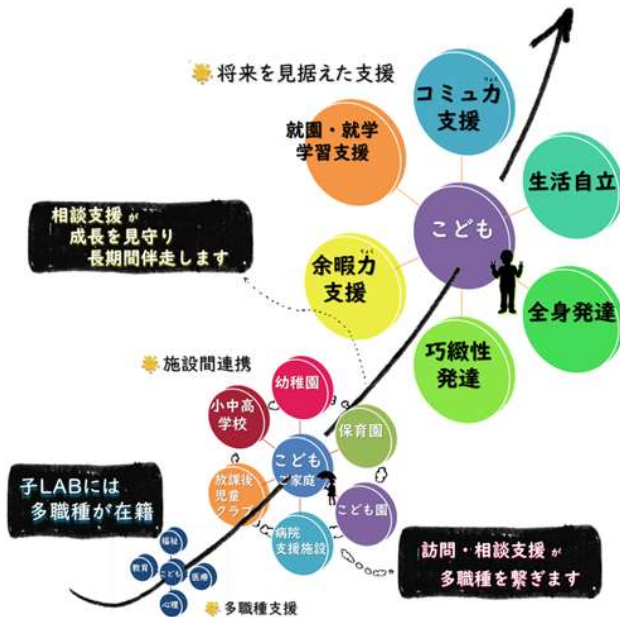 将来を見据えた支援
コミュ力
りょく
支援
就園・就学
学習支援
生活自立
こども
余暇力
りょく
支援
全身発達
巧緻性
発達
相談支援が
成長を見守り
長期間伴走します
施設間連携
幼稚園
小中高
学校
保育園
こども
ご家庭
放課後
児童
クラブ
こども園
病院
支援施設
子LABには
多職種が在籍
訪問・相談支援が
多職種を繋ぎます
福祉
教育
こども
医療
心理
多職種支援